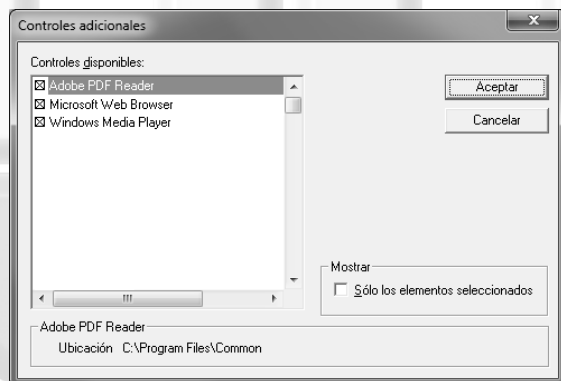 Controles adicionales
Controles disponibles:
Adobe PDF Reader
Microsoft Web Browser
Windows Media Player
Aceptar
Cancelar
Mostrar
Sólo los elementos seleccionados
Adobe PDF Reader
Ubicación C:\Program Files\Common